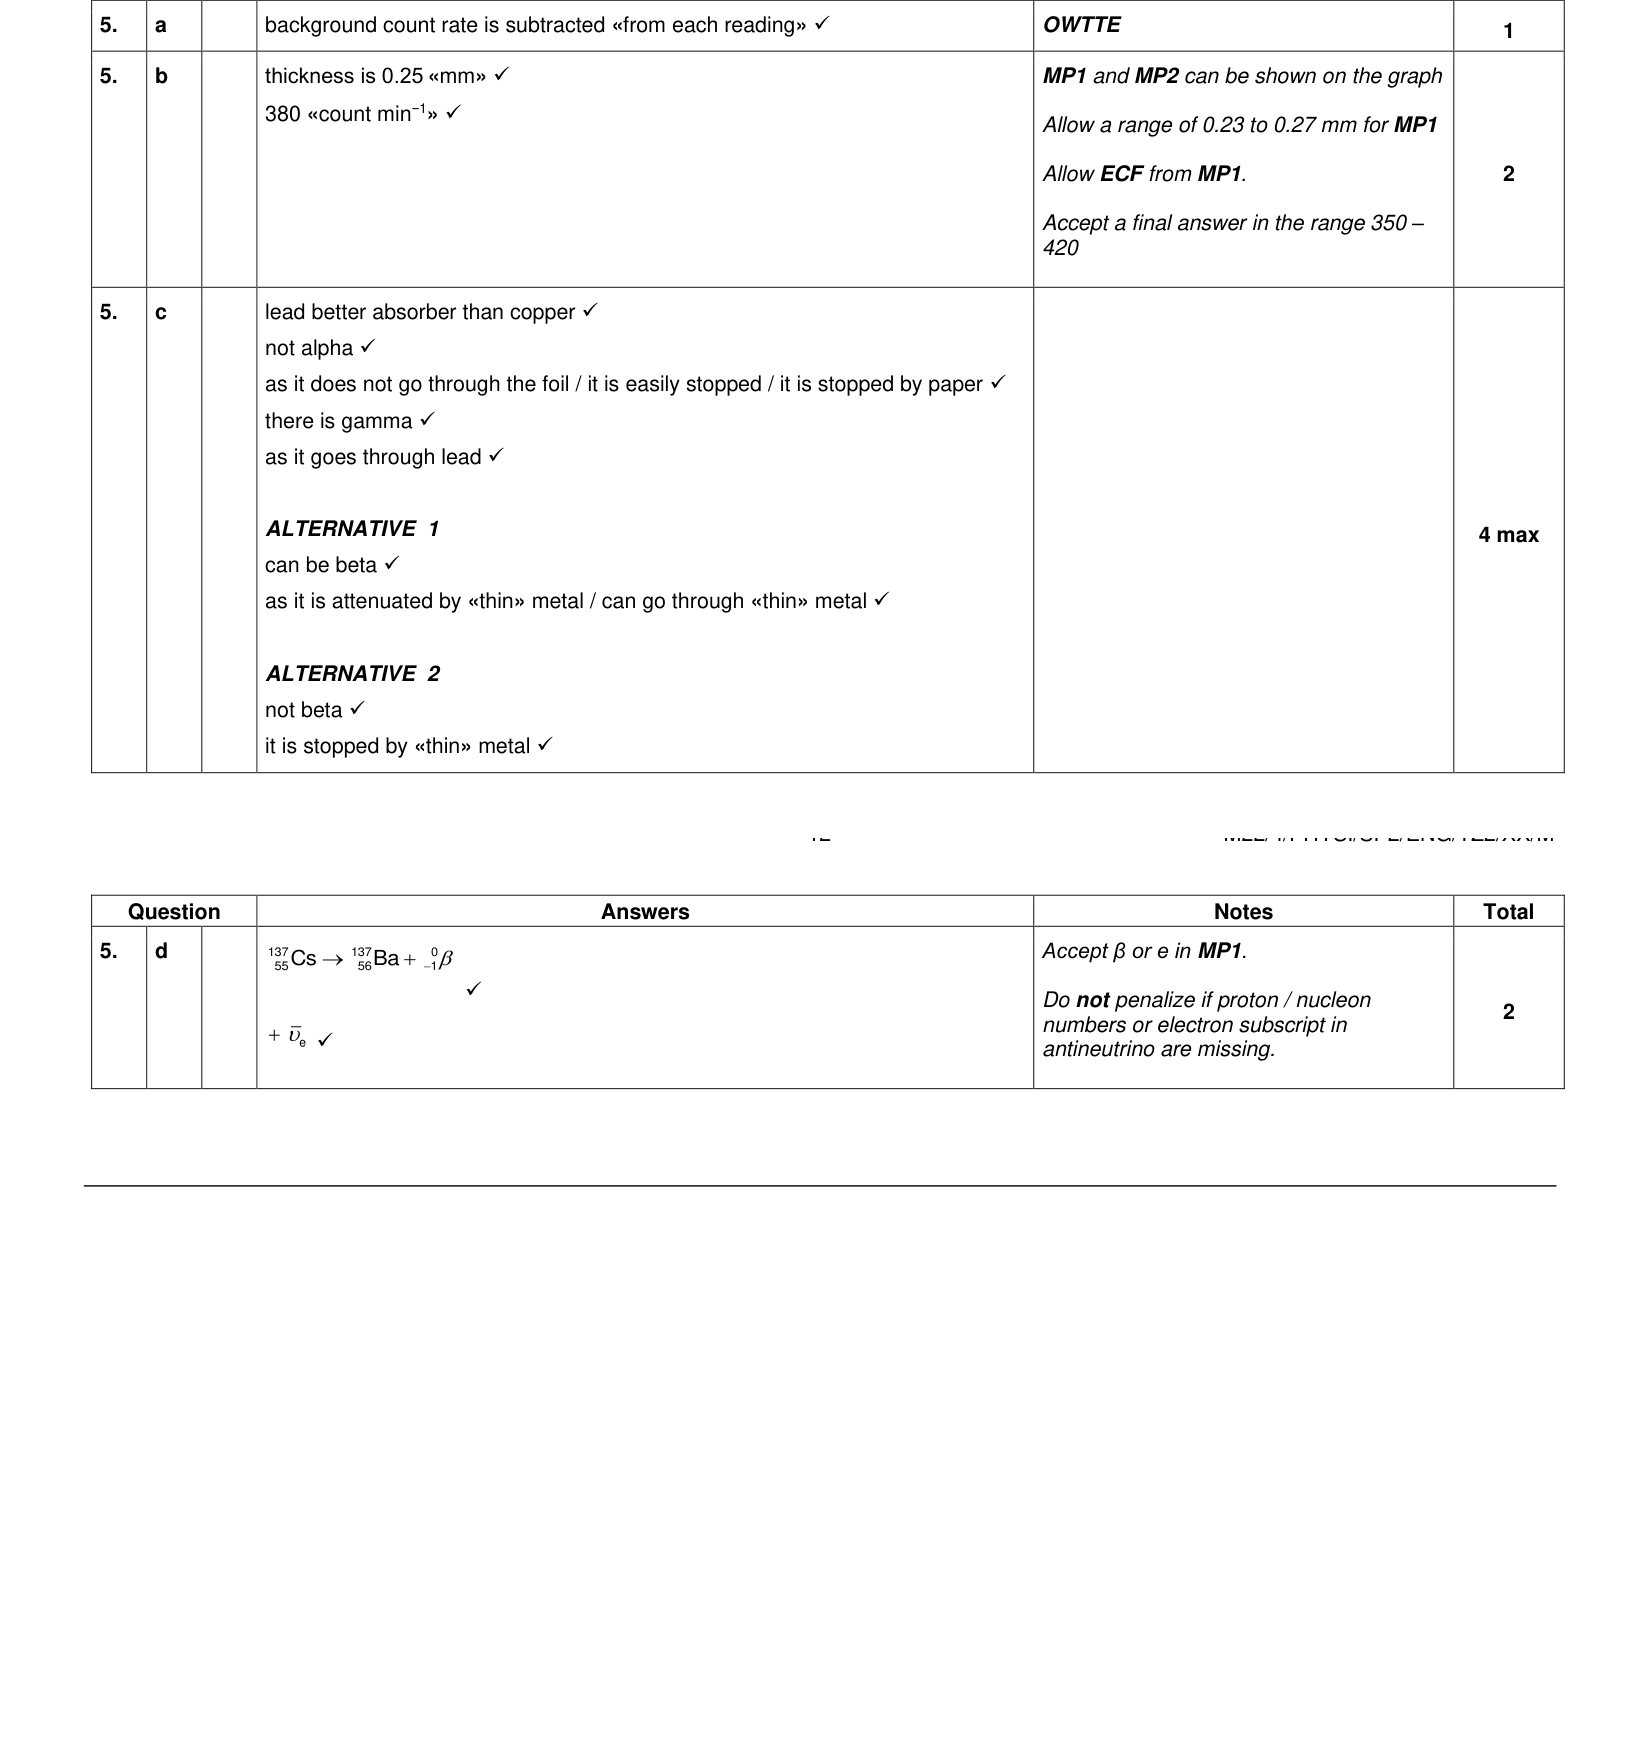 5. a background count rate is subtracted «from each reading» ✓ OWTTE 1
5. b thickness is 0.25 «mm» ✓ MP1 and MP2 can be shown on the graph
380 «count min⁻¹» ✓
Allow a range of 0.23 to 0.27 mm for MP1
Allow ECF from MP1.
2
Accept a final answer in the range 350 –
420
5. c lead better absorber than copper ✓
not alpha ✓
as it does not go through the foil / it is easily stopped / it is stopped by paper ✓
there is gamma ✓
as it goes through lead ✓
ALTERNATIVE 1
4 max
can be beta ✓
as it is attenuated by «thin» metal / can go through «thin» metal ✓
ALTERNATIVE 2
not beta ✓
it is stopped by «thin» metal ✓
Question Answers Notes Total
5. d ¹³⁷₅₅Cs → ¹³⁷₅₆Ba + ⁰₋₁β Accept β or e in MP1.
✓
Do not penalize if proton / nucleon
numbers or electron subscript in
antineutrino are missing.
2
+ ῡₑ ✓